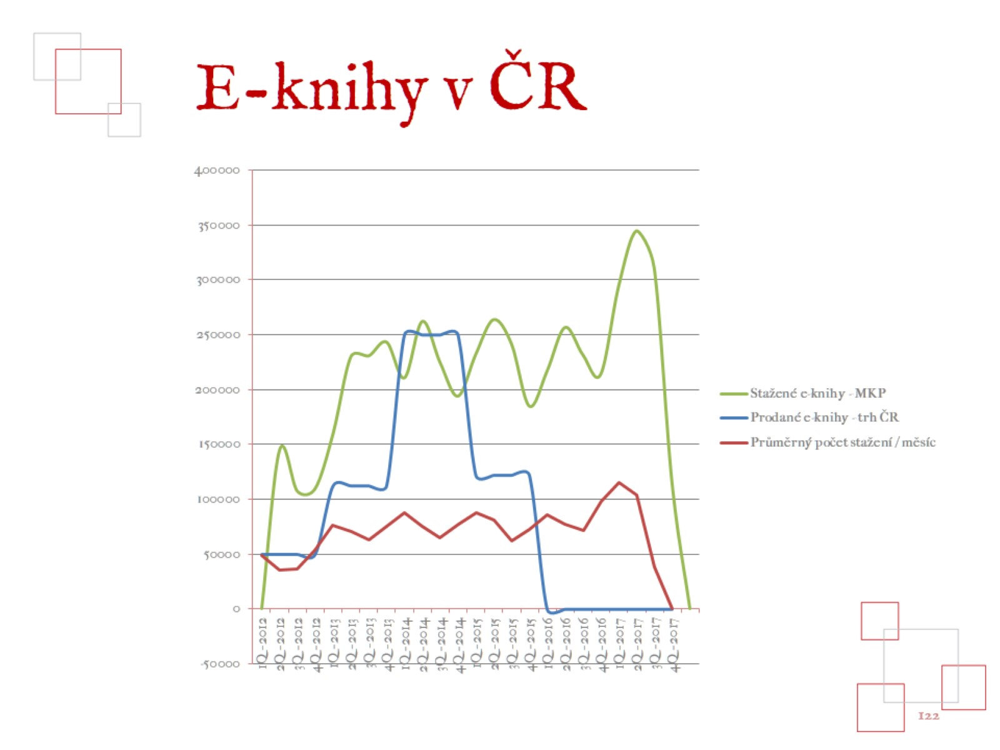 E-knihy v ČR
400000
350000
300000
250000
200000
150000
100000
50000
0
-50000
1Q-2012
2Q-2012
3Q-2012
4Q-2012
1Q-2013
2Q-2013
3Q-2013
4Q-2013
1Q-2014
2Q-2014
3Q-2014
4Q-2014
1Q-2015
2Q-2015
3Q-2015
4Q-2015
1Q-2016
2Q-2016
3Q-2016
4Q-2016
1Q-2017
2Q-2017
3Q-2017
4Q-2017
Stažené e-knihy - MKP
Prodané e-knihy - trh ČR
Průměrný počet stažení / měsíc
122